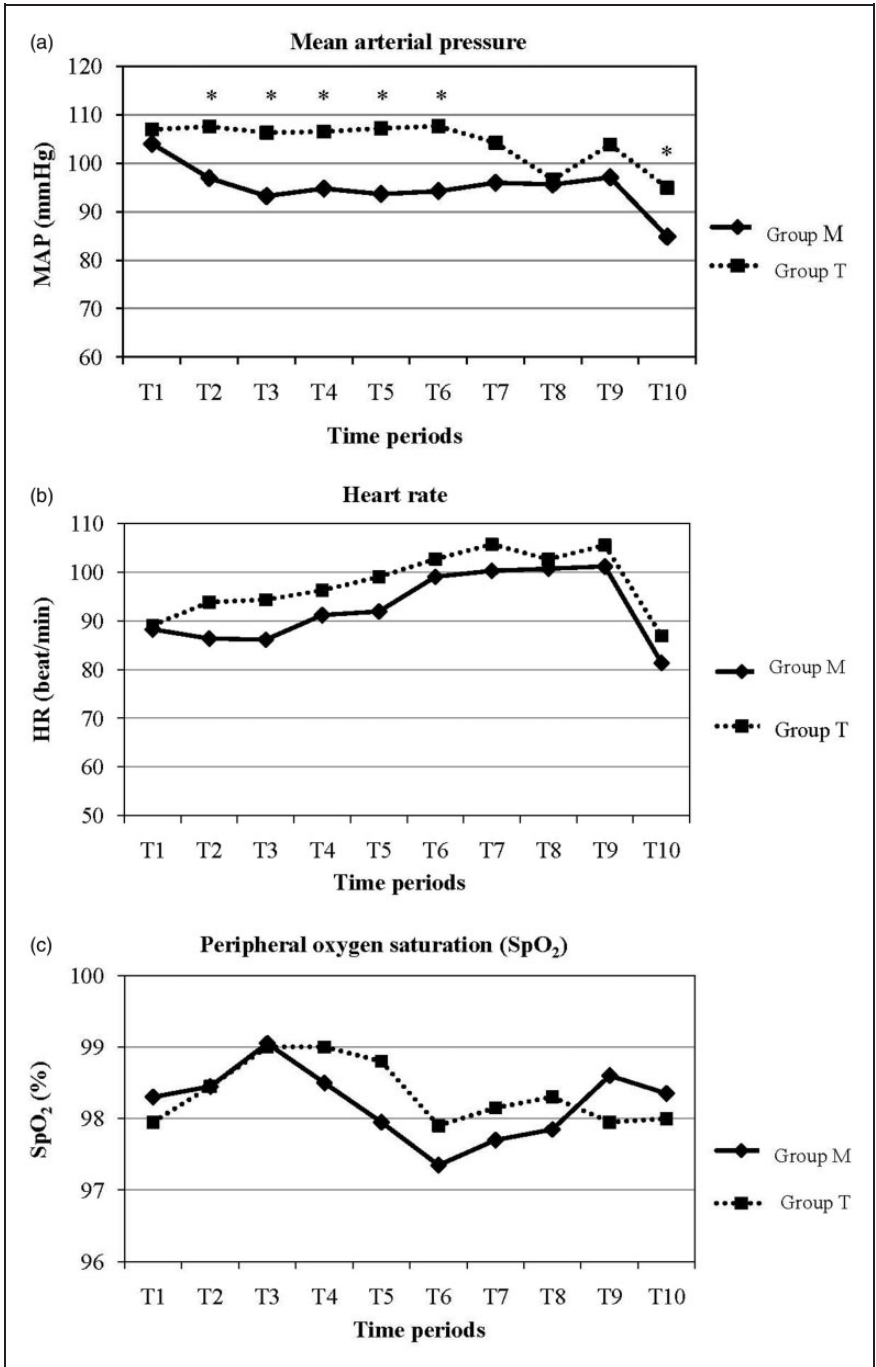 (a)
Mean arterial pressure
120
110
100
90
80
70
60
MAP (mmHg)
* * * * * *
Group M
Group T
T1 T2 T3 T4 T5 T6 T7 T8 T9 T10
Time periods
(b)
Heart rate
110
100
90
80
70
60
50
HR (beat/min)
Group M
Group T
T1 T2 T3 T4 T5 T6 T7 T8 T9 T10
Time periods
(c)
Peripheral oxygen saturation (SpO₂)
100
99
98
97
96
SpO₂ (%)
Group M
Group T
T1 T2 T3 T4 T5 T6 T7 T8 T9 T10
Time periods